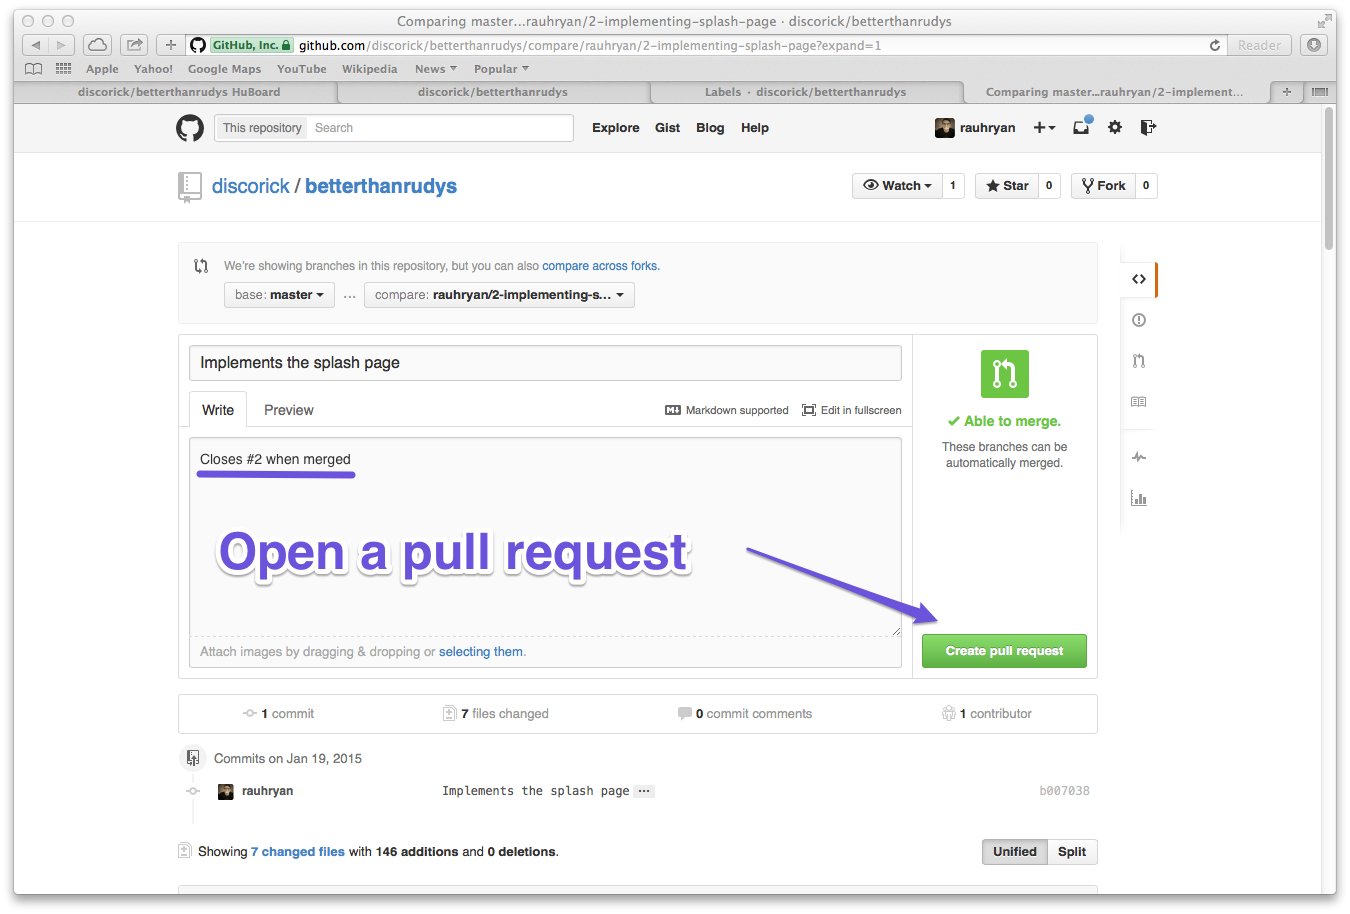 Comparing master...rauhryan/2-implementing-splash-page · discorick/betterthanrudys
GitHub, Inc. github.com/discorick/betterthanrudys/compare/rauhryan/2-implementing-splash-page?expand=1 Reader
Apple Yahoo! Google Maps YouTube Wikipedia News Popular
discorick/betterthanrudys HuBoard discorick/betterthanrudys Labels · discorick/betterthanrudys Comparing master...rauhryan/2-implement...
This repository Search Explore Gist Blog Help rauhryan
discorick / betterthanrudys Watch 1 Star 0 Fork 0
We're showing branches in this repository, but you can also compare across forks.
base: master ... compare: rauhryan/2-implementing-s...
Implements the splash page
Write Preview Markdown supported Edit in fullscreen
Able to merge.
These branches can be
automatically merged.
Closes #2 when merged
Open a pull request
Attach images by dragging & dropping or selecting them.
Create pull request
1 commit 7 files changed 0 commit comments 1 contributor
Commits on Jan 19, 2015
rauhryan Implements the splash page ... b007038
Showing 7 changed files with 146 additions and 0 deletions. Unified Split